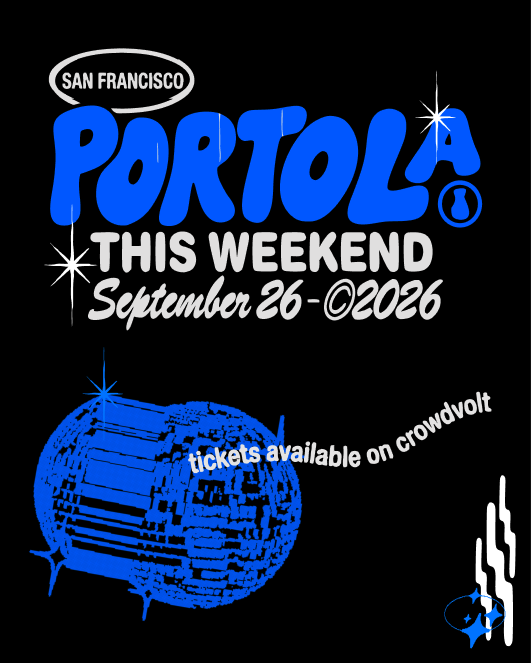 SAN FRANCISCO
PORTOLA
THIS WEEKEND
September 26-©2026
tickets available on crowdvolt